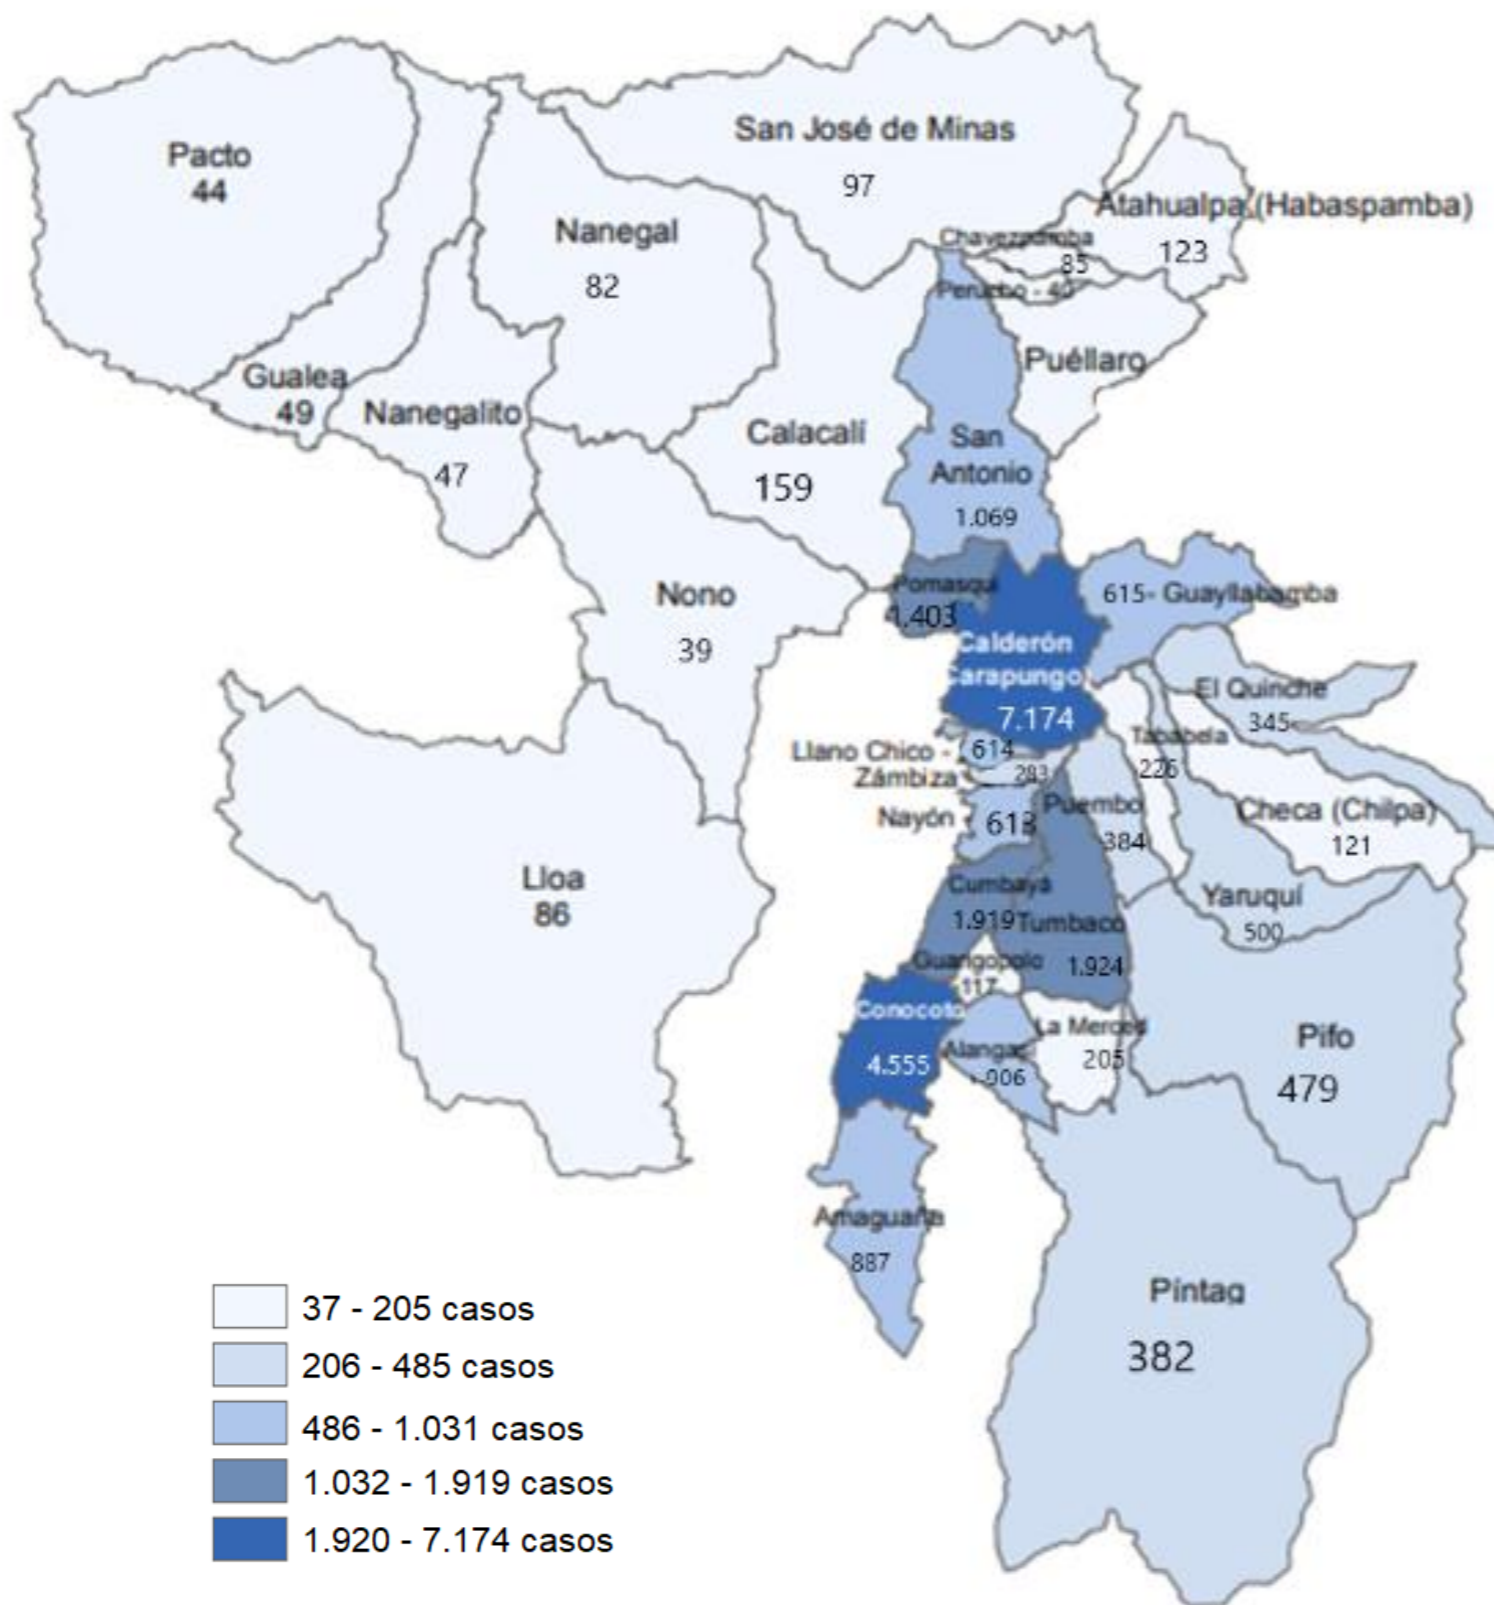 San José de Minas
97
Pacto
44
Atahualpa (Habaspamba)
123
Nanegal
82
Chavezpamba
85
Perucho - 40
Puéllaro
Gualea
49
Nanegalito
47
Calacalí
159
San
Antonio
1.069
Nono
39
Pomasqui
1.403
615- Guayllabamba
Calderón
Carapungo
7.174
El Quinche
345-
Llano Chico -
614
Zámbiza
283
Tababela
226
Nayón -
613
Puembo
384
Checa (Chilpa)
121
Lloa
86
Cumbayá
1.919
Tumbaco
1.924
Yaruquí
500
Guangopolo
117
Conocoto
4.555
Alangasí
906
La Merced
205
Pifo
479
Amaguaña
887
Píntag
382
37 - 205 casos
206 - 485 casos
486 - 1.031 casos
1.032 - 1.919 casos
1.920 - 7.174 casos